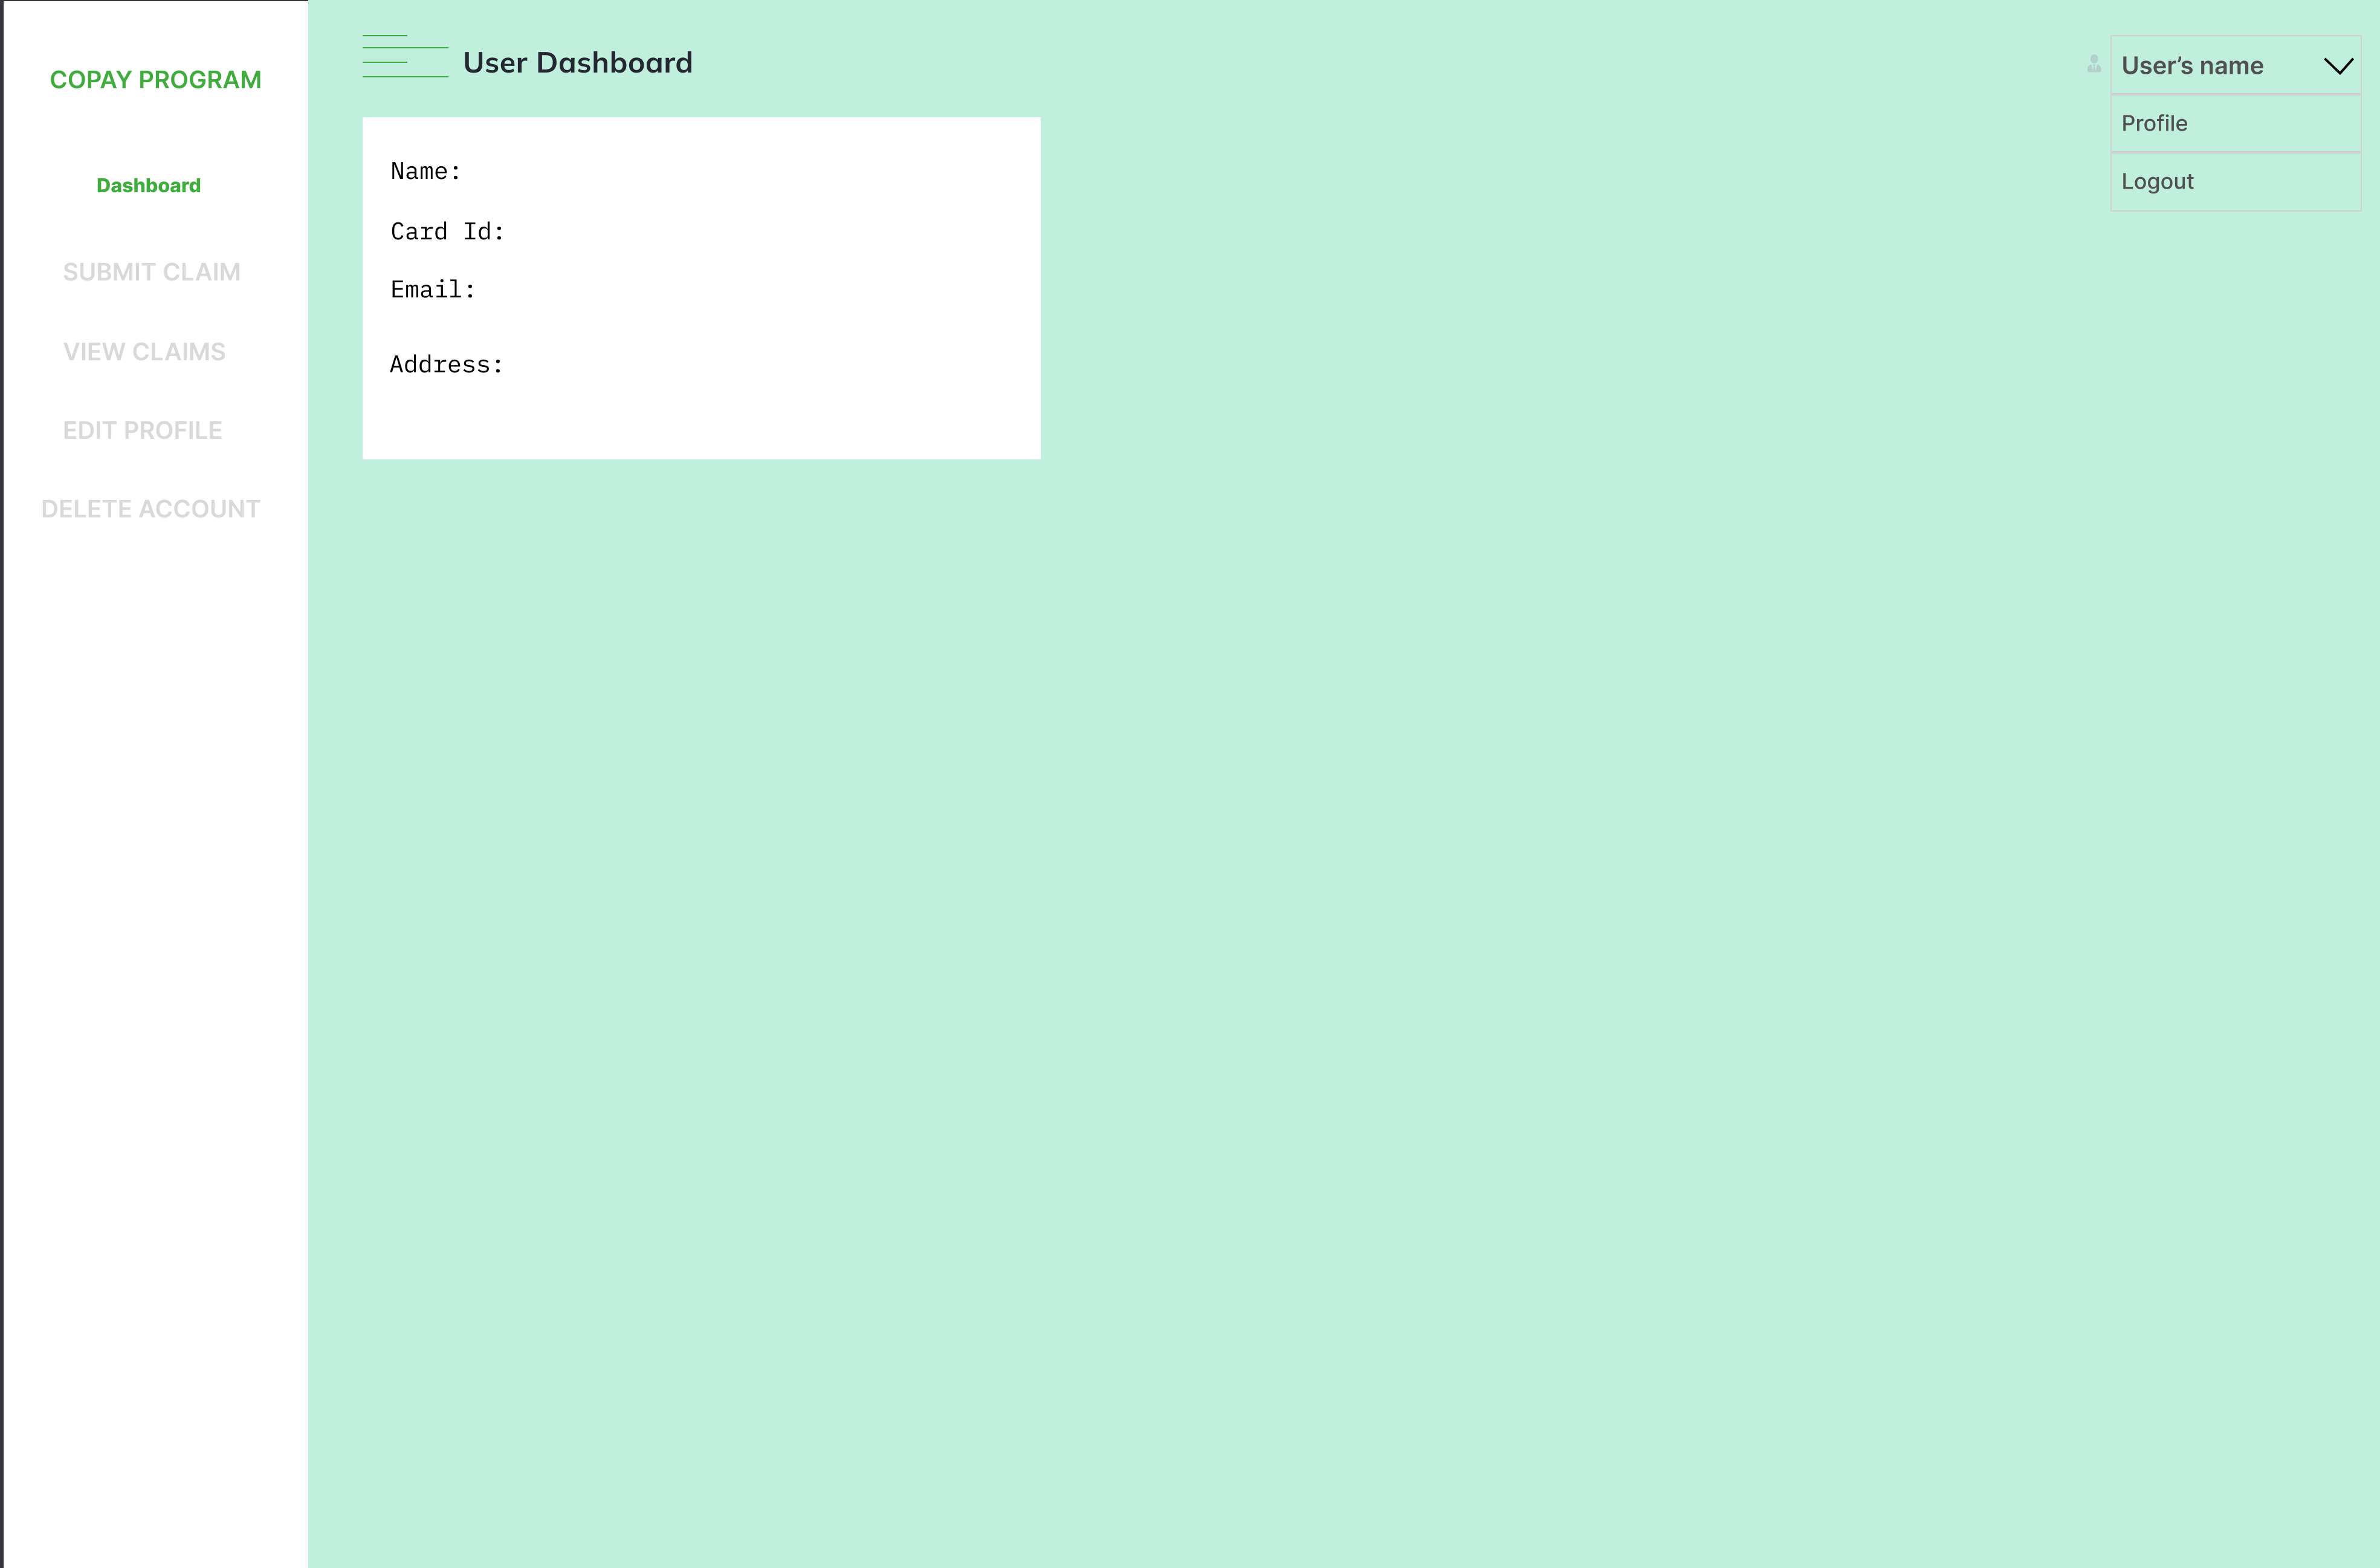 COPAY PROGRAM
Dashboard
SUBMIT CLAIM
VIEW CLAIMS
EDIT PROFILE
DELETE ACCOUNT
User Dashboard
Name:
Card Id:
Email:
Address:
User’s name
Profile
Logout